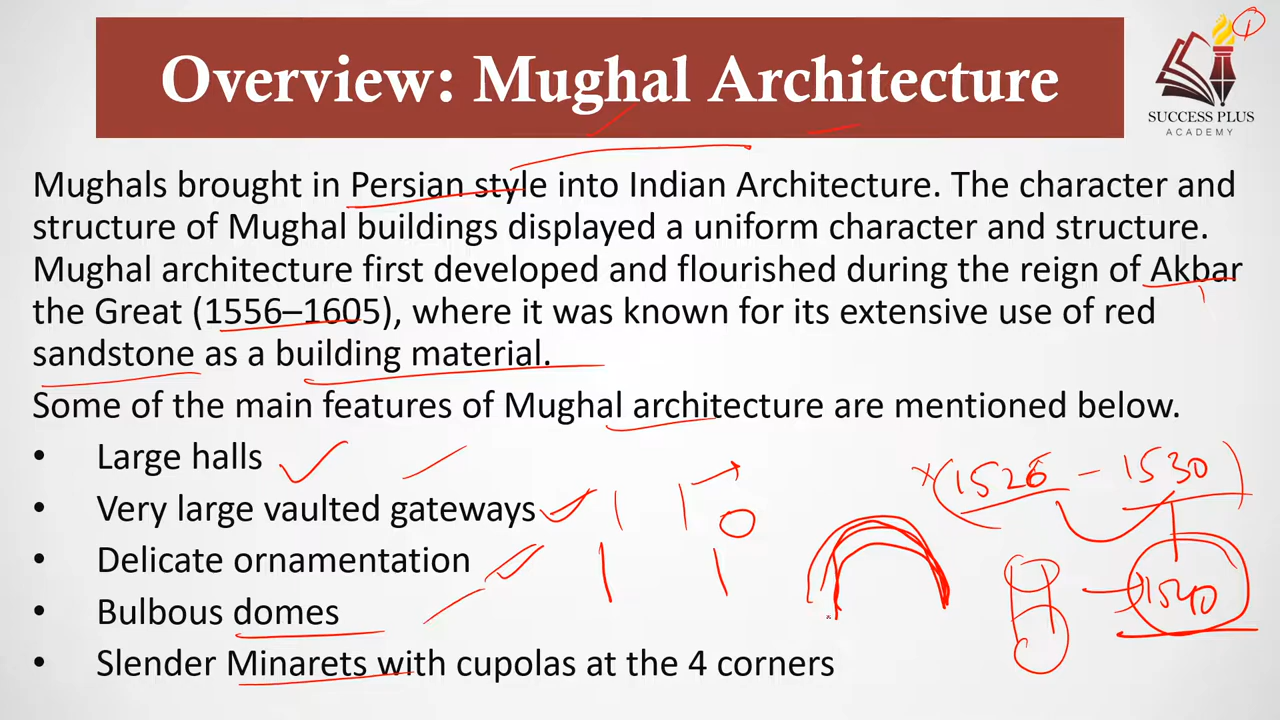 Overview: Mughal Architecture
SUCCESS PLUS
ACADEMY
Mughals brought in Persian style into Indian Architecture. The character and
structure of Mughal buildings displayed a uniform character and structure.
Mughal architecture first developed and flourished during the reign of Akbar
the Great (1556–1605), where it was known for its extensive use of red
sandstone as a building material.
Some of the main features of Mughal architecture are mentioned below.
• Large halls
• Very large vaulted gateways
• Delicate ornamentation
• Bulbous domes
• Slender Minarets with cupolas at the 4 corners
(1526 – 1530)
1540